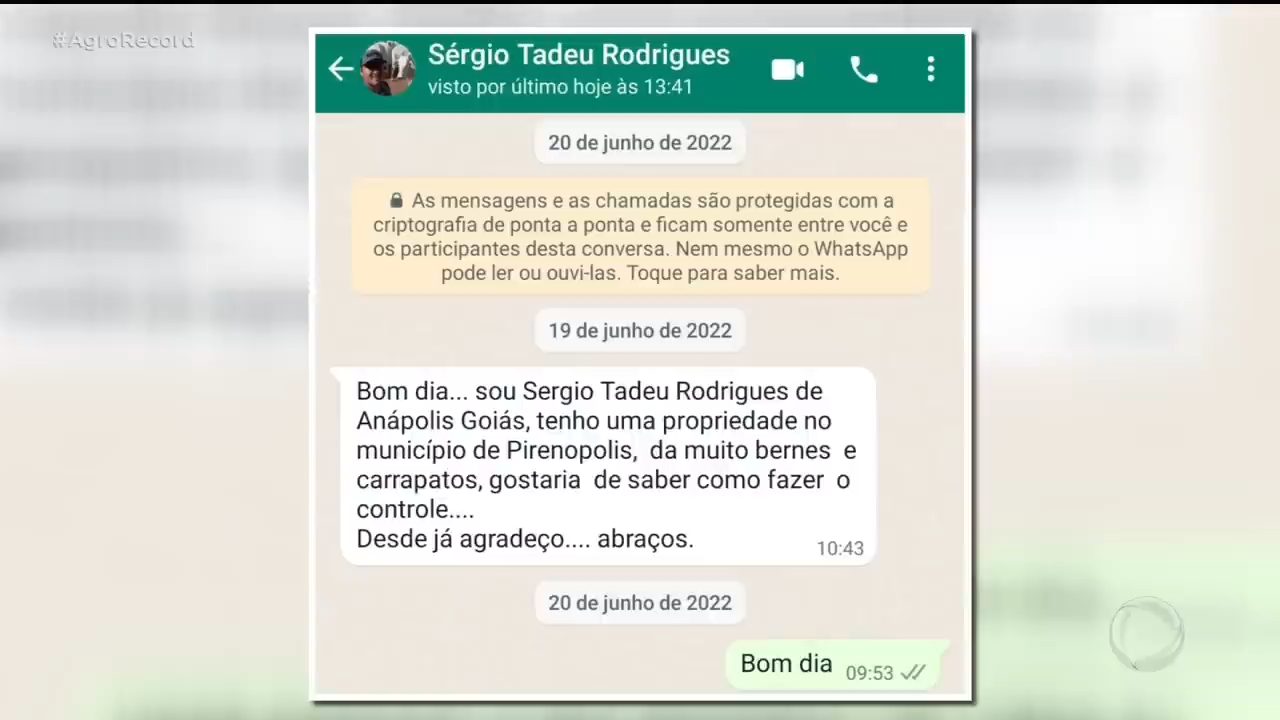 #AgroRecord
Sérgio Tadeu Rodrigues
visto por último hoje às 13:41
20 de junho de 2022
As mensagens e as chamadas são protegidas com a
criptografia de ponta a ponta e ficam somente entre você e
os participantes desta conversa. Nem mesmo o WhatsApp
pode ler ou ouvi-las. Toque para saber mais.
19 de junho de 2022
Bom dia... sou Sergio Tadeu Rodrigues de
Anápolis Goiás, tenho uma propriedade no
município de Pirenopolis,  da muito bernes  e
carrapatos, gostaria  de saber como fazer  o
controle....
Desde já agradeço.... abraços.
10:43
20 de junho de 2022
Bom dia 09:53